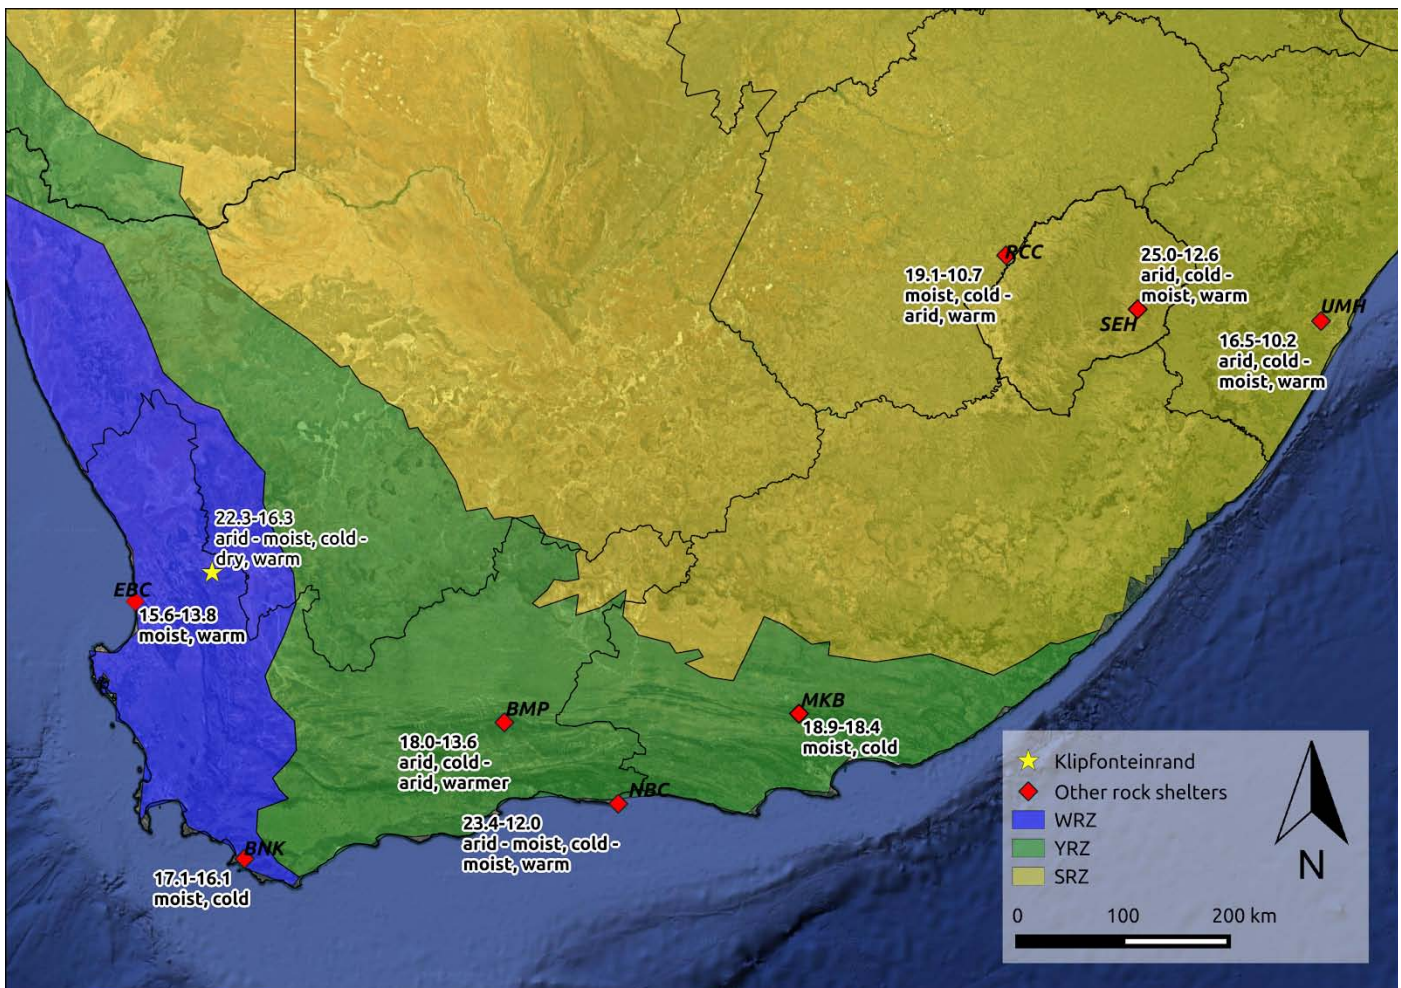 RCC
19.1-10.7
moist, cold -
arid, warm
25.0-12.6
arid, cold -
moist, warm
SEH
UMH
16.5-10.2
arid, cold -
moist, warm
22.3-16.3
arid - moist, cold -
dry, warm
EBC
15.6-13.8
moist, warm
BMP
18.0-13.6
arid, cold -
arid, warmer
MKB
18.9-18.4
moist, cold
NBC
23.4-12.0
arid - moist, cold -
moist, warm
BNK
17.1-16.1
moist, cold
Klipfonteinrand
Other rock shelters
WRZ
YRZ
SRZ
N
0 100 200 km